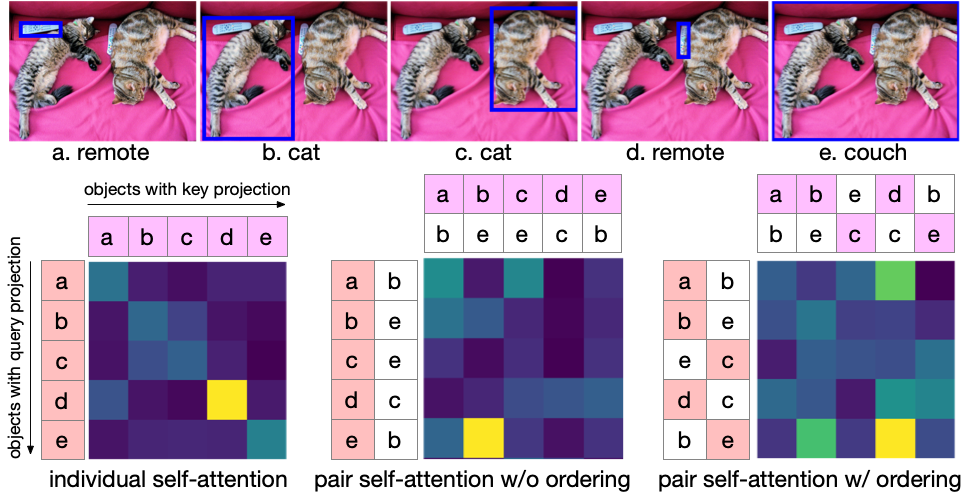 a. remote
b. cat
c. cat
d. remote
e. couch
objects with key projection
objects with query projection
a b c d e
a
b
c
d
e
individual self-attention
a b c d e
b e e c b
a b
b e
c e
d c
e b
pair self-attention w/o ordering
a b e d b
b e c c e
a b
b e
e c
d c
b e
pair self-attention w/ ordering